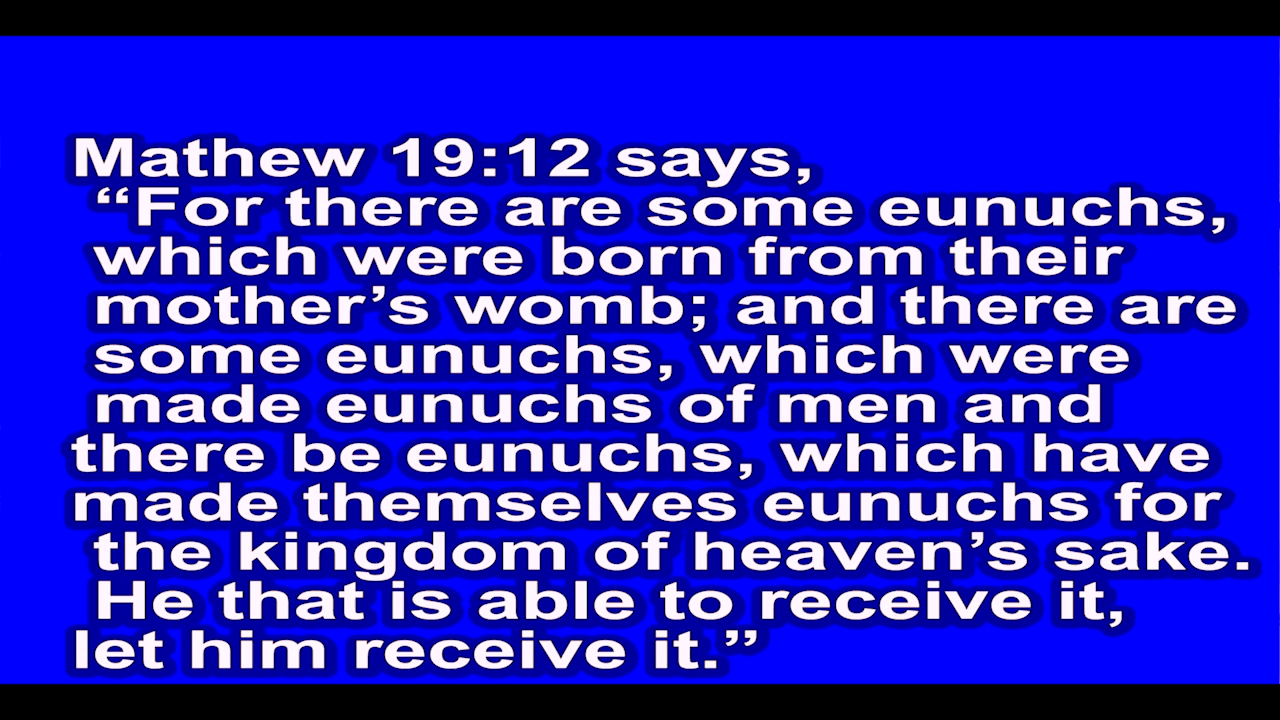 Mathew 19:12 says,
“For there are some eunuchs,
which were born from their
mother’s womb; and there are
some eunuchs, which were
made eunuchs of men and
there be eunuchs, which have
made themselves eunuchs for
the kingdom of heaven’s sake.
He that is able to receive it,
let him receive it.”